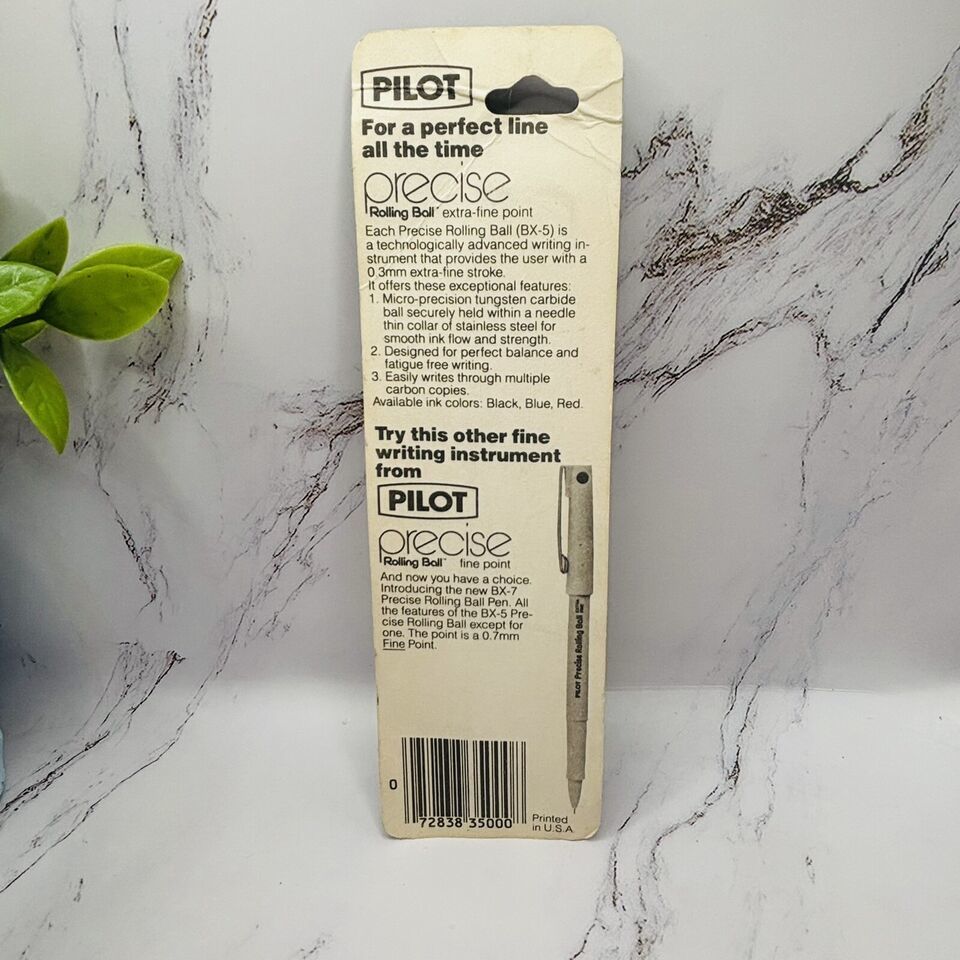 PILOT
For a perfect line
all the time
precise
Rolling Ball™ extra-fine point
Each Precise Rolling Ball (BX-5) is
a technologically advanced writing in-
strument that provides the user with a
0.3mm extra-fine stroke.
It offers these exceptional features:
1. Micro-precision tungsten carbide
ball securely held within a needle
thin collar of stainless steel for
smooth ink flow and strength.
2. Designed for perfect balance and
fatigue free writing.
3. Easily writes through multiple
carbon copies.
Available ink colors: Black, Blue, Red.
Try this other fine
writing instrument
from
PILOT
precise
Rolling Ball™ fine point
And now you have a choice.
Introducing the new BX-7
Precise Rolling Ball Pen. All
the features of the BX-5 Pre-
cise Rolling Ball except for
one. The point is a 0.7mm
Fine Point.
PILOT Precise Rolling Ball
0 72838 35000
Printed
in U.S.A.